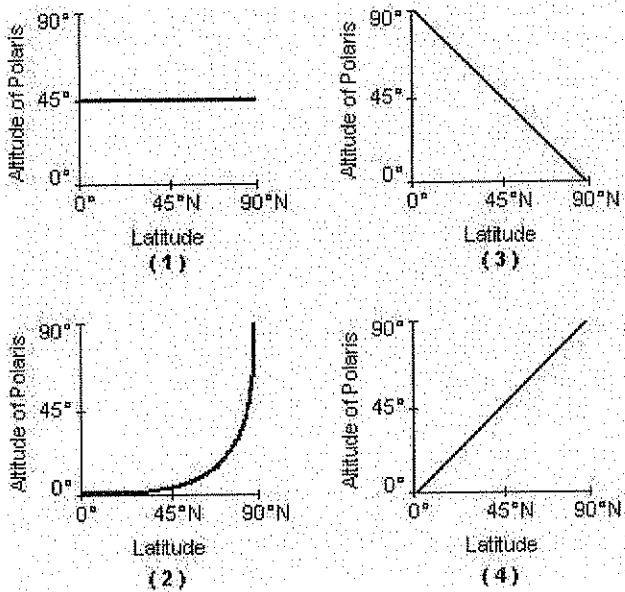 Altitude of Polaris
90°
45°
0°
0° 45°N 90°N
Latitude
(1)
Altitude of Polaris
90°
45°
0°
0° 45°N 90°N
Latitude
(3)
Altitude of Polaris
90°
45°
0°
0° 45°N 90°N
Latitude
(2)
Altitude of Polaris
90°
45°
0°
0° 45°N 90°N
Latitude
(4)